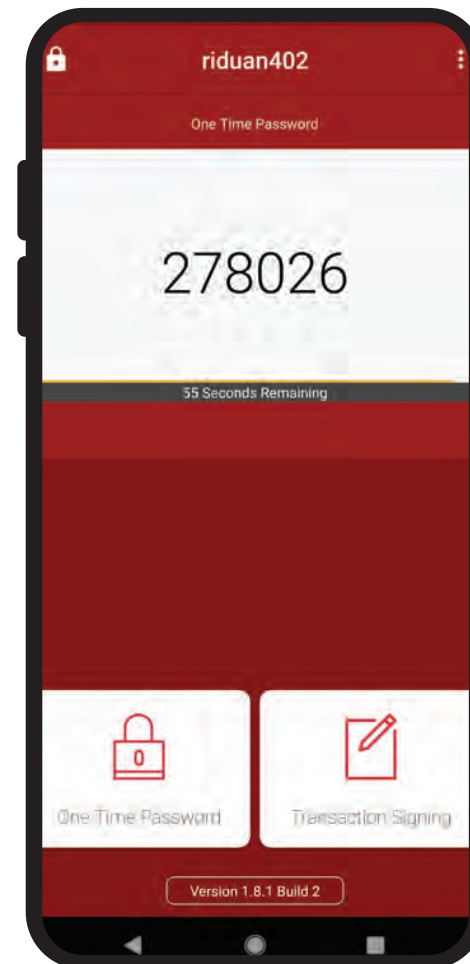 riduan402
One Time Password
278026
55 Seconds Remaining
0
One Time Password
Transaction Signing
Version 1.8.1 Build 2